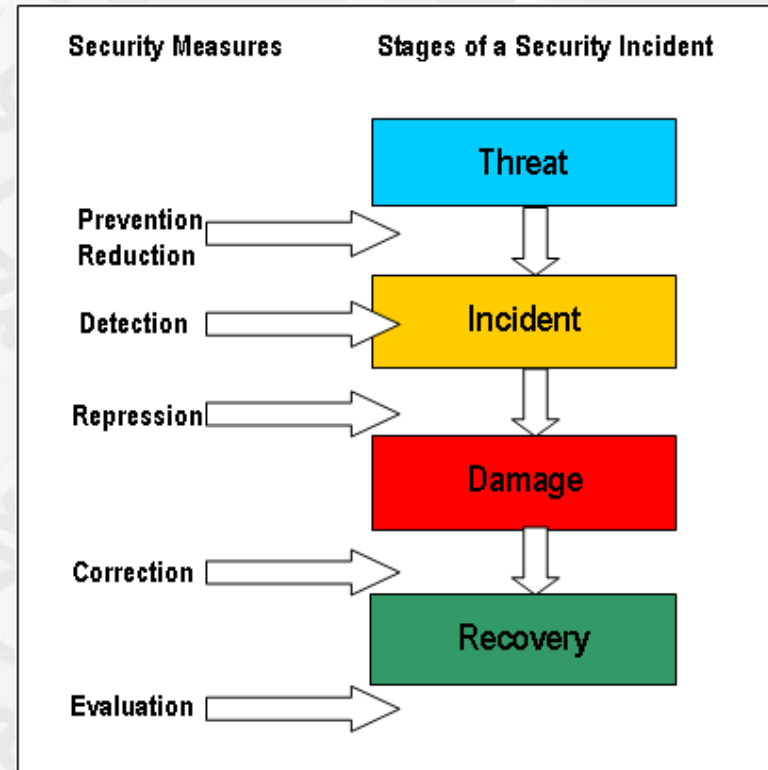 Security Measures
Stages of a Security Incident
Threat
Prevention
Reduction
Incident
Detection
Repression
Damage
Correction
Recovery
Evaluation